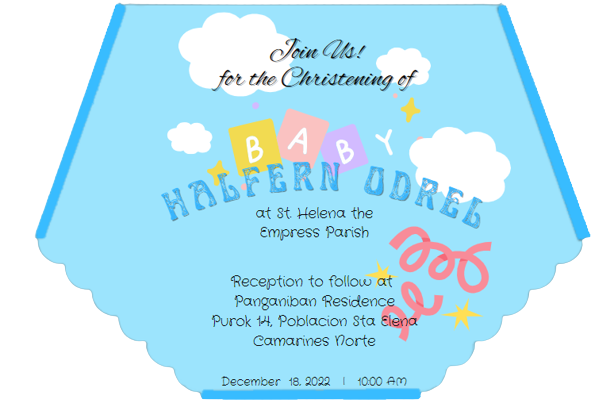 Join Us!
for the Christening of
BABY
HALFERN ODREL
at St Helena the
Empress Parish
Reception to follow at
Panganiban Residence
Purok 14, Poblacion Sta Elena
Camarines Norte
December 18, 2022 | 10:00 AM